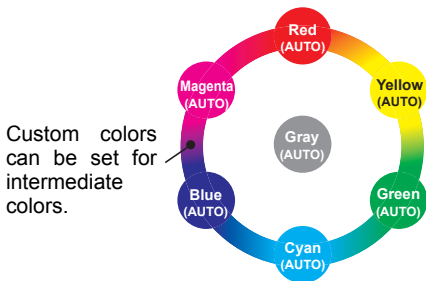 Red
(AUTO)
Magenta
(AUTO)
Yellow
(AUTO)
Gray
(AUTO)
Custom colors
can be set for
intermediate
colors.
Blue
(AUTO)
Green
(AUTO)
Cyan
(AUTO)